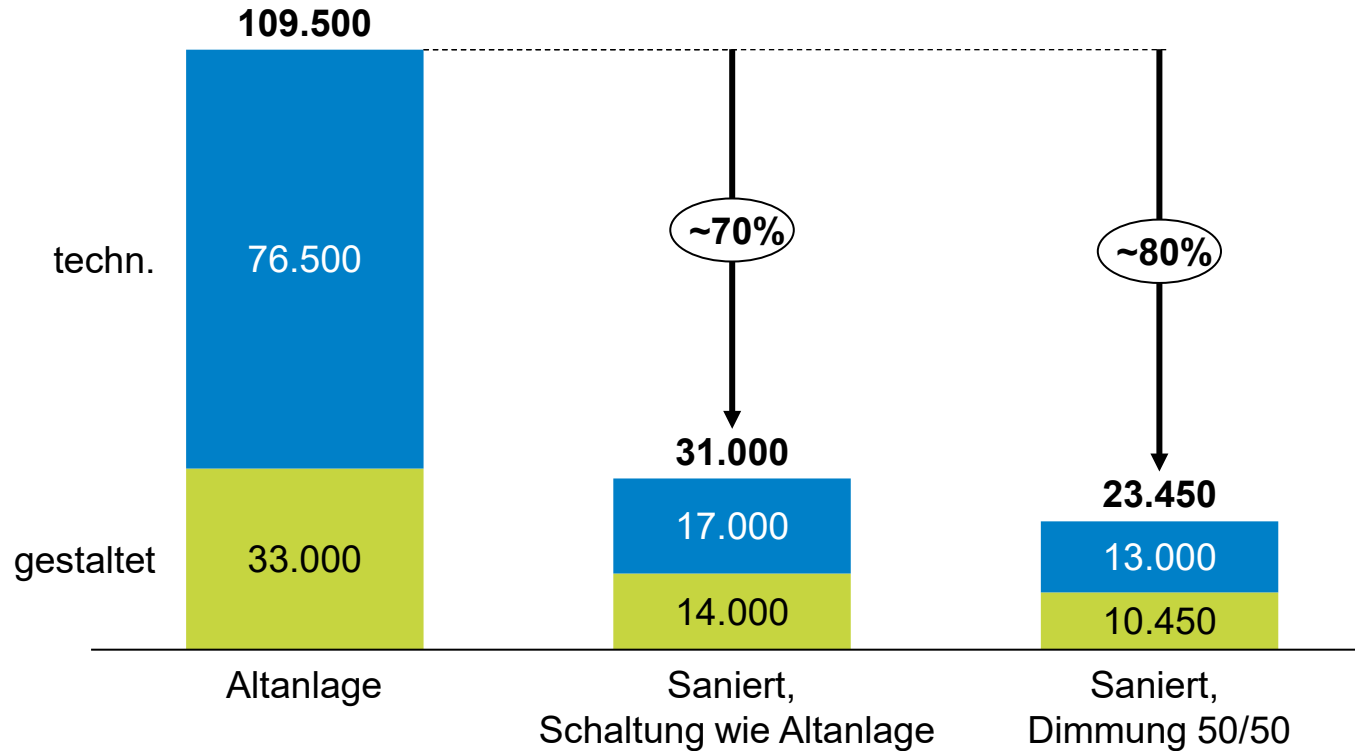 109.500
techn.
76.500
~70%
~80%
31.000
23.450
17.000
13.000
gestaltet
33.000
14.000
10.450
Altanlage
Saniert,
Schaltung wie Altanlage
Saniert,
Dimmung 50/50